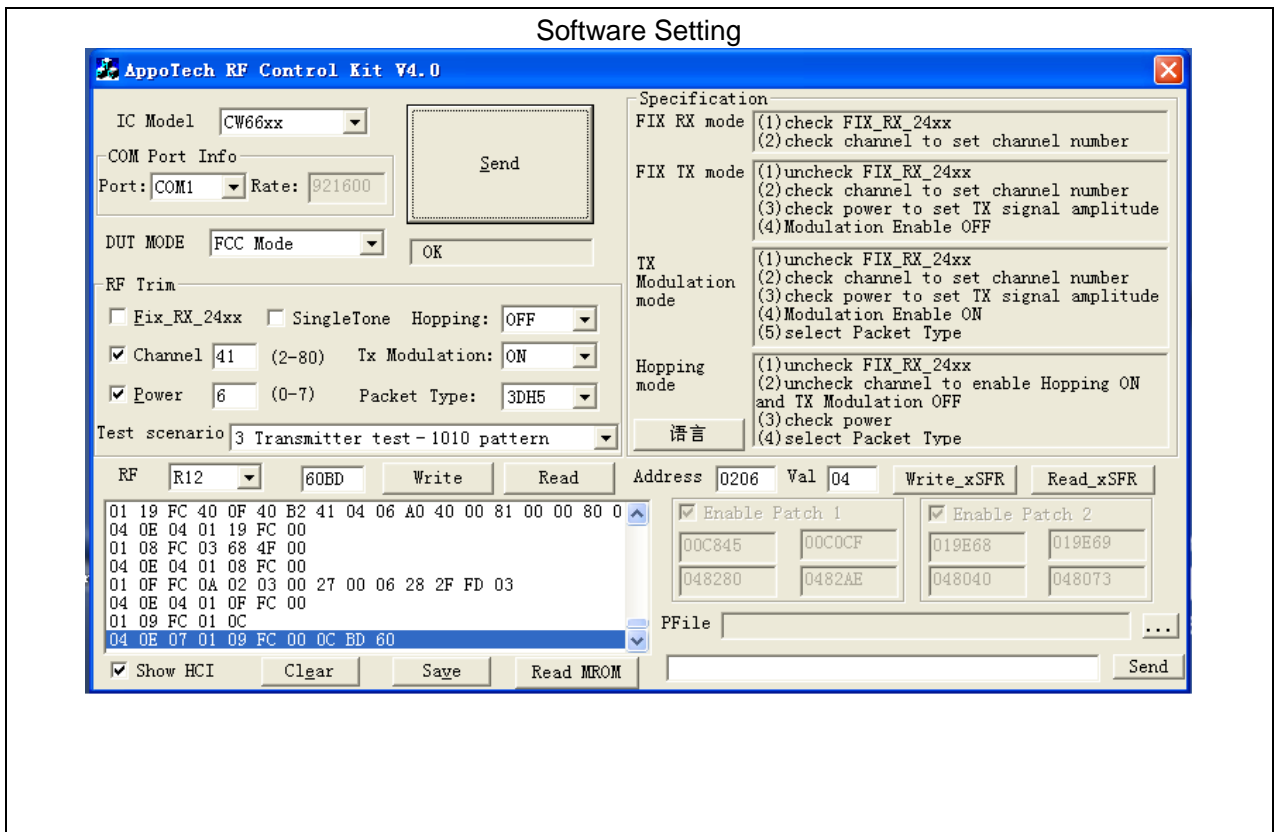 Software Setting
AppoTech RF Control Kit V4.0
IC Model CW66xx
COM Port Info
Port: COM1 Rate: 921600
Send
DUT MODE FCC Mode
OK
RF Trim
Fix_RX_24xx SingleTone Hopping: OFF
Channel 41 (2-80) Tx Modulation: ON
Power 6 (0-7) Packet Type: 3DH5
Test scenario 3 Transmitter test-1010 pattern
Specification
FIX RX mode (1)check FIX_RX_24xx
(2)check channel to set channel number
FIX TX mode (1)uncheck FIX_RX_24xx
(2)check channel to set channel number
(3)check power to set TX signal amplitude
(4)Modulation Enable OFF
TX Modulation mode (1)uncheck FIX_RX_24xx
(2)check channel to set channel number
(3)check power to set TX signal amplitude
(4)Modulation Enable ON
(5)select Packet Type
Hopping mode (1)uncheck FIX_RX_24xx
(2)uncheck channel to enable Hopping ON
and TX Modulation OFF
(3)check power
(4)select Packet Type
语言
RF R12 60BD Write Read
Address 0206 Val 04 Write_xSFR Read_xSFR
01 19 FC 40 0F 40 B2 41 04 06 A0 40 00 81 00 00 80 0
04 0E 04 01 19 FC 00
01 08 FC 03 68 4F 00
04 0E 04 01 08 FC 00
01 0F FC 0A 02 03 00 27 00 06 28 2F FD 03
04 0E 04 01 0F FC 00
01 09 FC 01 0C
04 0E 07 01 09 FC 00 0C BD 60
Enable Patch 1
00C845 00C0CF
048280 0482AE
Enable Patch 2
019E68 019E69
048040 048073
PFile ...
Show HCI Clear Save Read MROM
Send